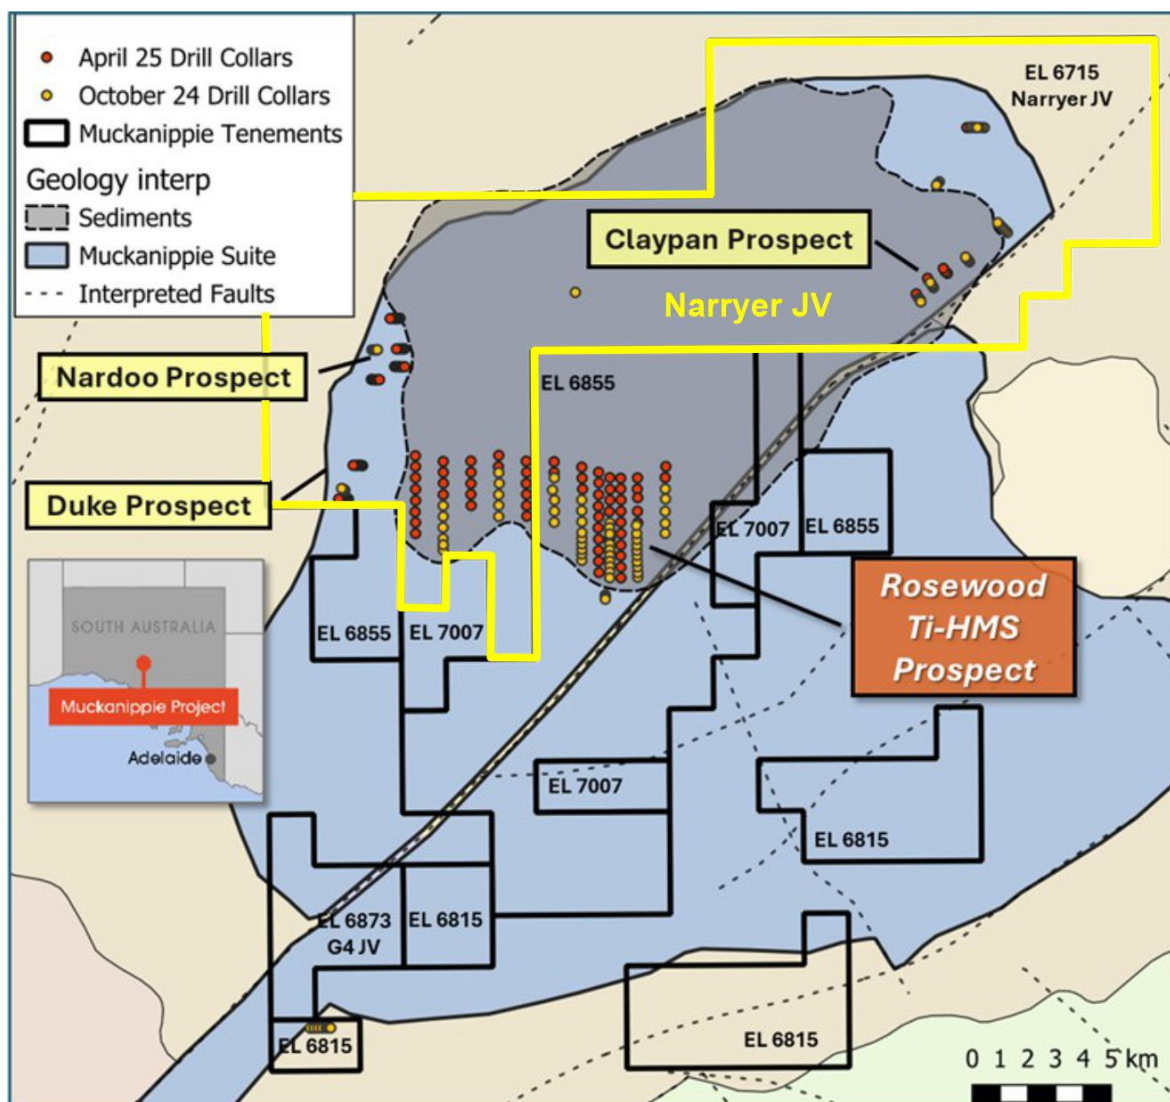 April 25 Drill Collars
October 24 Drill Collars
Muckanippie Tenements
Geology interp
Sediments
Muckanippie Suite
Interpreted Faults
EL 6715
Narryer JV
Claypan Prospect
Narryer JV
Nardoo Prospect
EL 6855
Duke Prospect
EL 7007
EL 6855
SOUTH AUSTRALIA
Muckanippie Project
Adelaide
EL 6855
EL 7007
Rosewood
Ti-HMS
Prospect
EL 7007
EL 6815
EL 6873
G4 JV
EL 6815
EL 6815
EL 6815
0 1 2 3 4 5 km